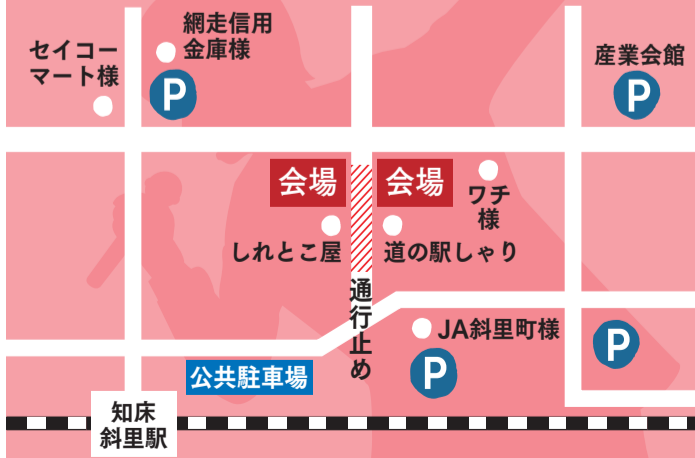 網走信用
金庫様
セイコー
マート様
P
産業会館
P
会場
会場
ワチ
様
しれとこ屋
道の駅しゃり
通行止め
JA斜里町様
P
P
公共駐車場
知床
斜里駅